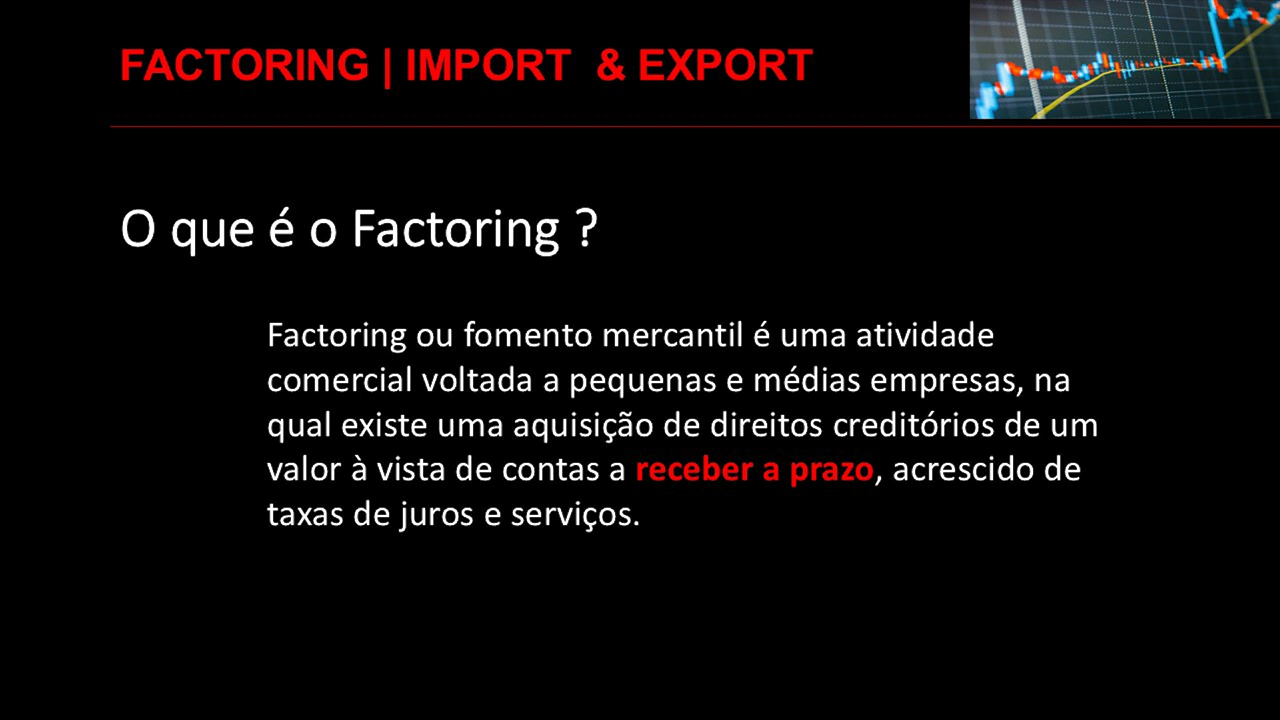 FACTORING | IMPORT & EXPORT
O que é o Factoring ?
Factoring ou fomento mercantil é uma atividade
comercial voltada a pequenas e médias empresas, na
qual existe uma aquisição de direitos creditórios de um
valor à vista de contas a receber a prazo, acrescido de
taxas de juros e serviços.